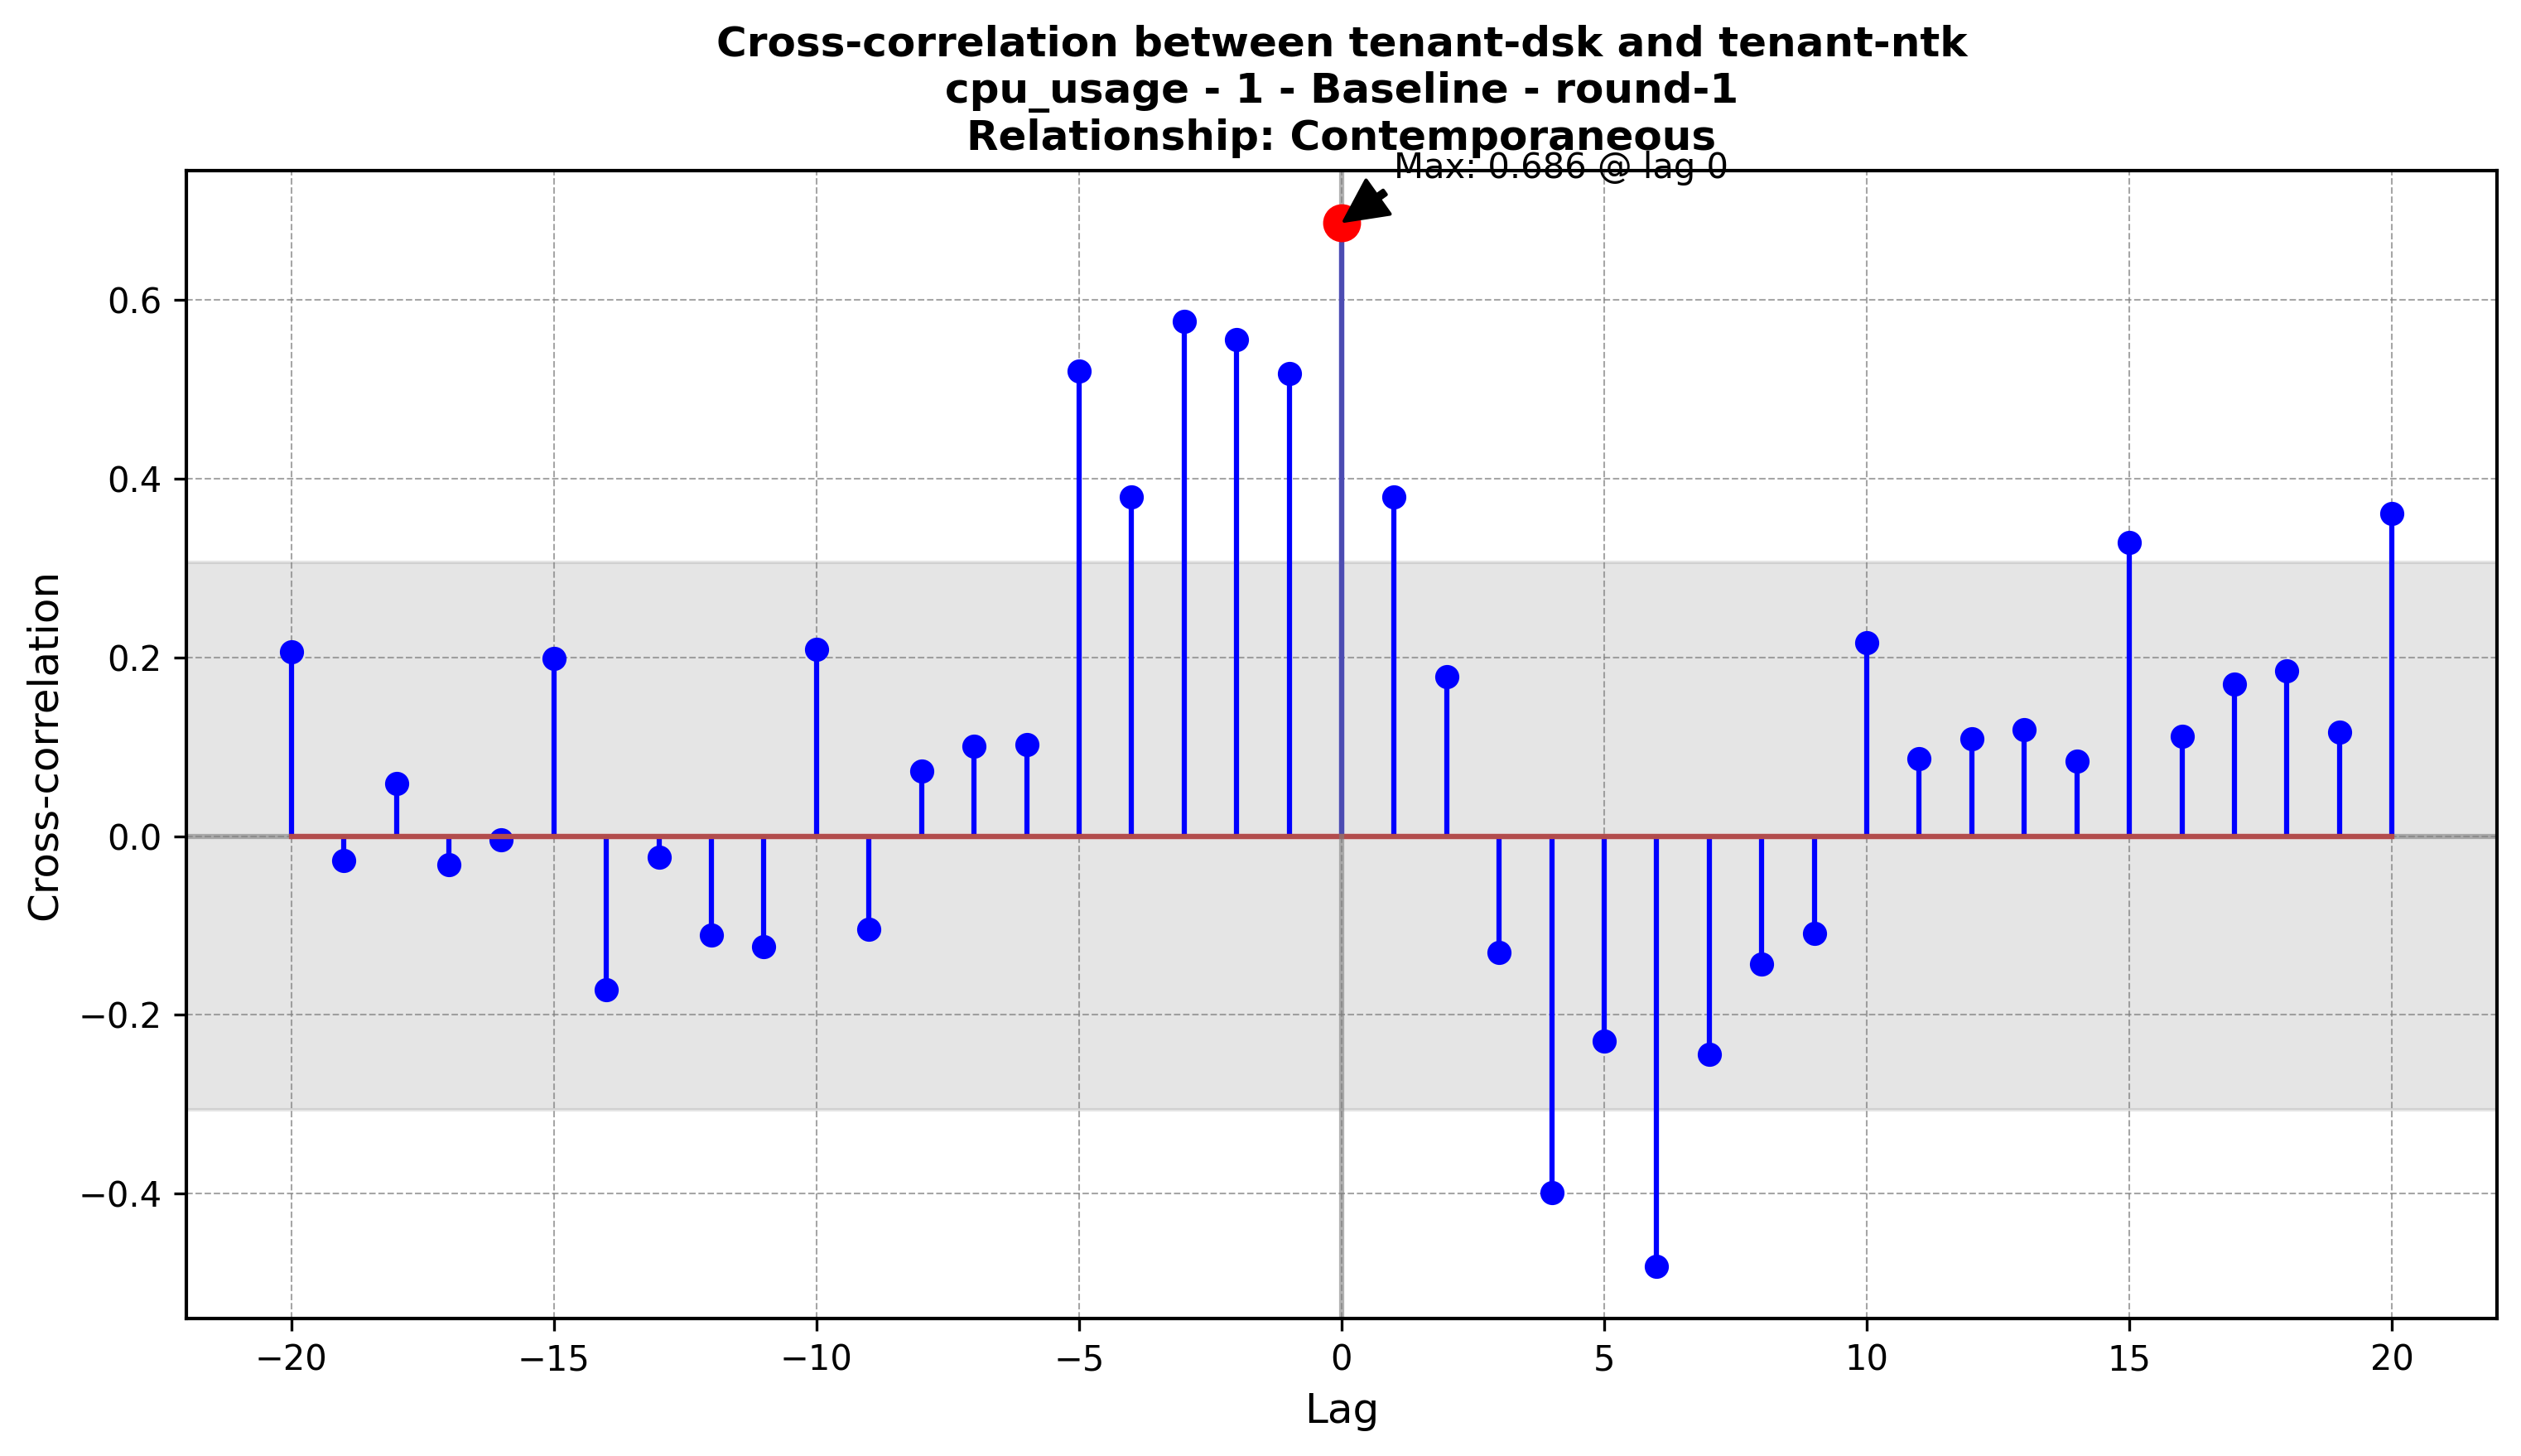 Cross-correlation between tenant-dsk and tenant-ntk
cpu_usage - 1 - Baseline - round-1
Relationship: Contemporaneous
Max: 0.686 @ lag 0
Cross-correlation
0.6
0.4
0.2
0.0
−0.2
−0.4
−20 −15 −10 −5 0 5 10 15 20
Lag